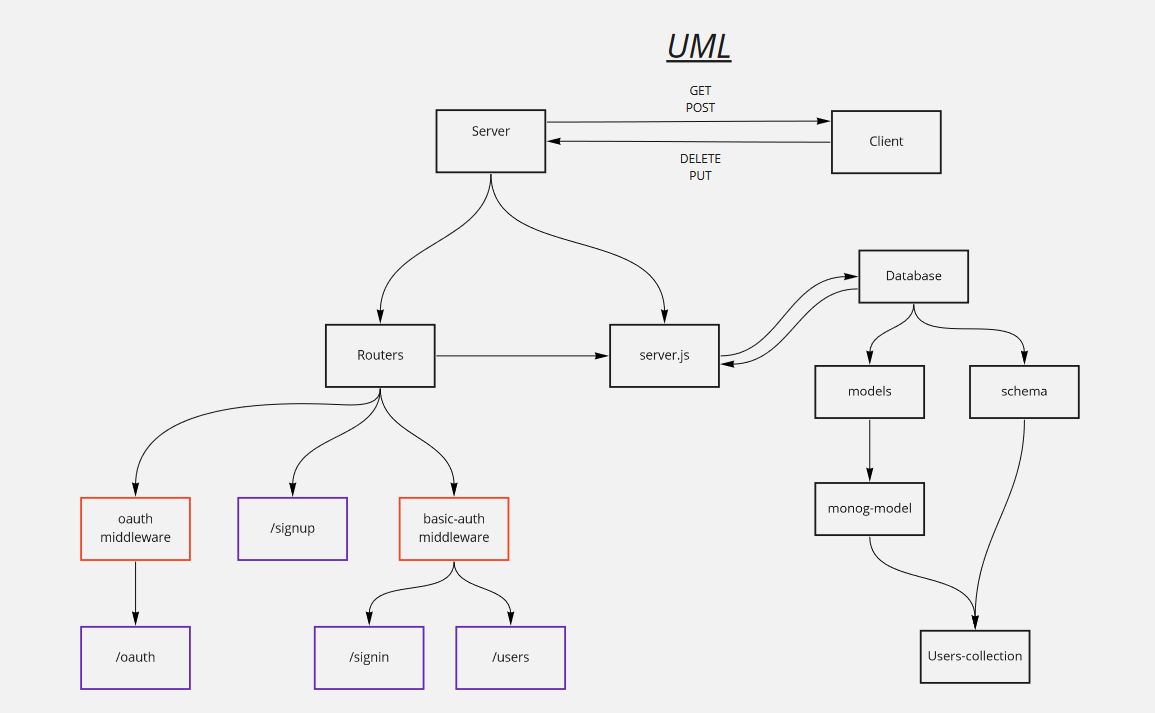 UML
GET
POST
Server
Client
DELETE
PUT
Database
Routers
server.js
models
schema
monog-model
oauth
middleware
/signup
basic-auth
middleware
/oauth
/signin
/users
Users-collection